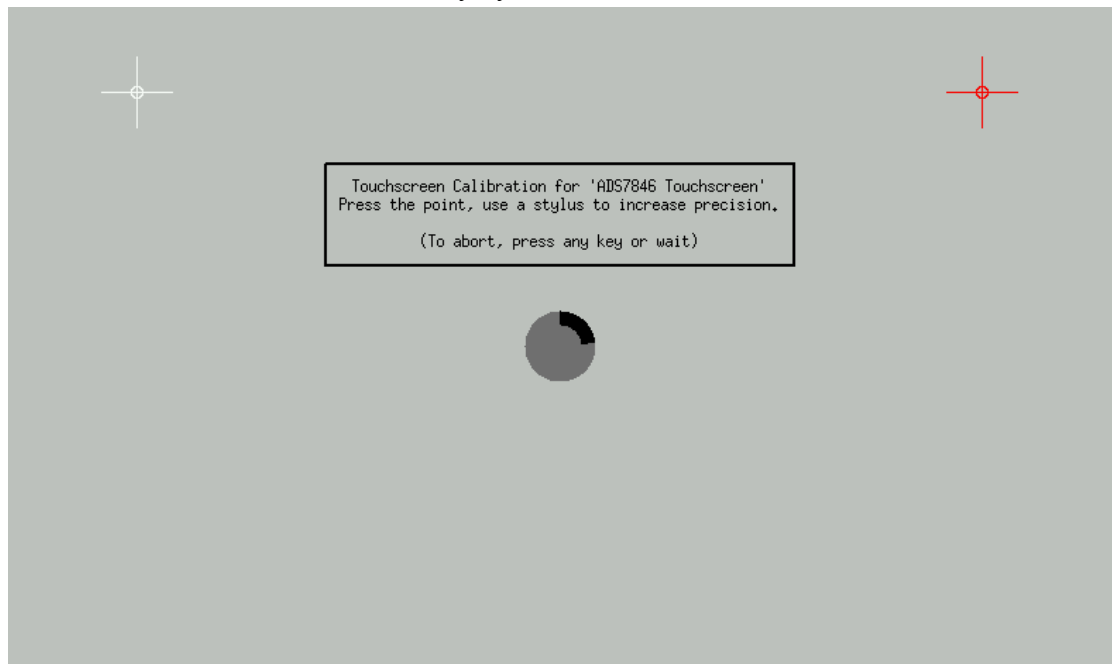 Touchscreen Calibration for 'ADS7846 Touchscreen'
Press the point, use a stylus to increase precision.
(To abort, press any key or wait)